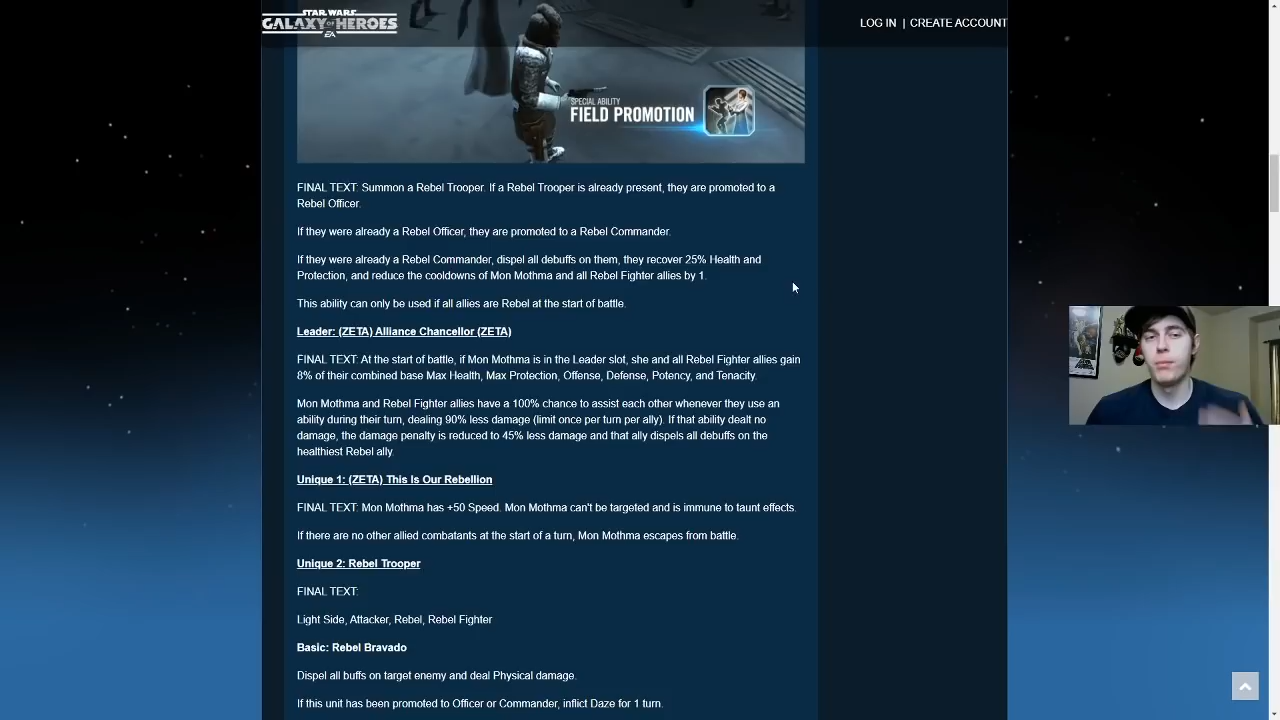 STAR WARS
GALAXY OF HEROES
EA
LOG IN | CREATE ACCOUNT
SPECIAL ABILITY
FIELD PROMOTION
FINAL TEXT: Summon a Rebel Trooper. If a Rebel Trooper is already present, they are promoted to a
Rebel Officer.
If they were already a Rebel Officer, they are promoted to a Rebel Commander.
If they were already a Rebel Commander, dispel all debuffs on them, they recover 25% Health and
Protection, and reduce the cooldowns of Mon Mothma and all Rebel Fighter allies by 1.
This ability can only be used if all allies are Rebel at the start of battle.
Leader: (ZETA) Alliance Chancellor (ZETA)
FINAL TEXT: At the start of battle, if Mon Mothma is in the Leader slot, she and all Rebel Fighter allies gain
8% of their combined base Max Health, Max Protection, Offense, Defense, Potency, and Tenacity.
Mon Mothma and Rebel Fighter allies have a 100% chance to assist each other whenever they use an
ability during their turn, dealing 90% less damage (limit once per turn per ally). If that ability dealt no
damage, the damage penalty is reduced to 45% less damage and that ally dispels all debuffs on the
healthiest Rebel ally.
Unique 1: (ZETA) This Is Our Rebellion
FINAL TEXT: Mon Mothma has +50 Speed. Mon Mothma can't be targeted and is immune to taunt effects.
If there are no other allied combatants at the start of a turn, Mon Mothma escapes from battle.
Unique 2: Rebel Trooper
FINAL TEXT:
Light Side, Attacker, Rebel, Rebel Fighter
Basic: Rebel Bravado
Dispel all buffs on target enemy and deal Physical damage.
If this unit has been promoted to Officer or Commander, inflict Daze for 1 turn.